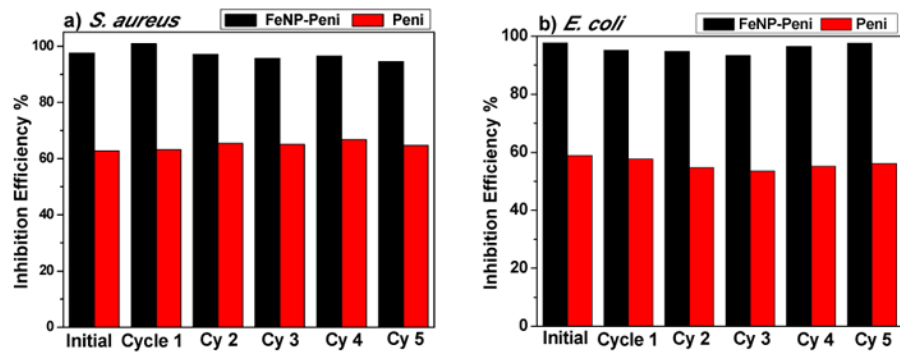 a) S. aureus
FeNP-Peni Peni
Inhibition Efficiency %
100
80
60
40
20
0
Initial Cycle 1 Cy 2 Cy 3 Cy 4 Cy 5
b) E. coli
FeNP-Peni Peni
Inhibition Efficiency %
100
80
60
40
20
0
Initial Cycle 1 Cy 2 Cy 3 Cy 4 Cy 5